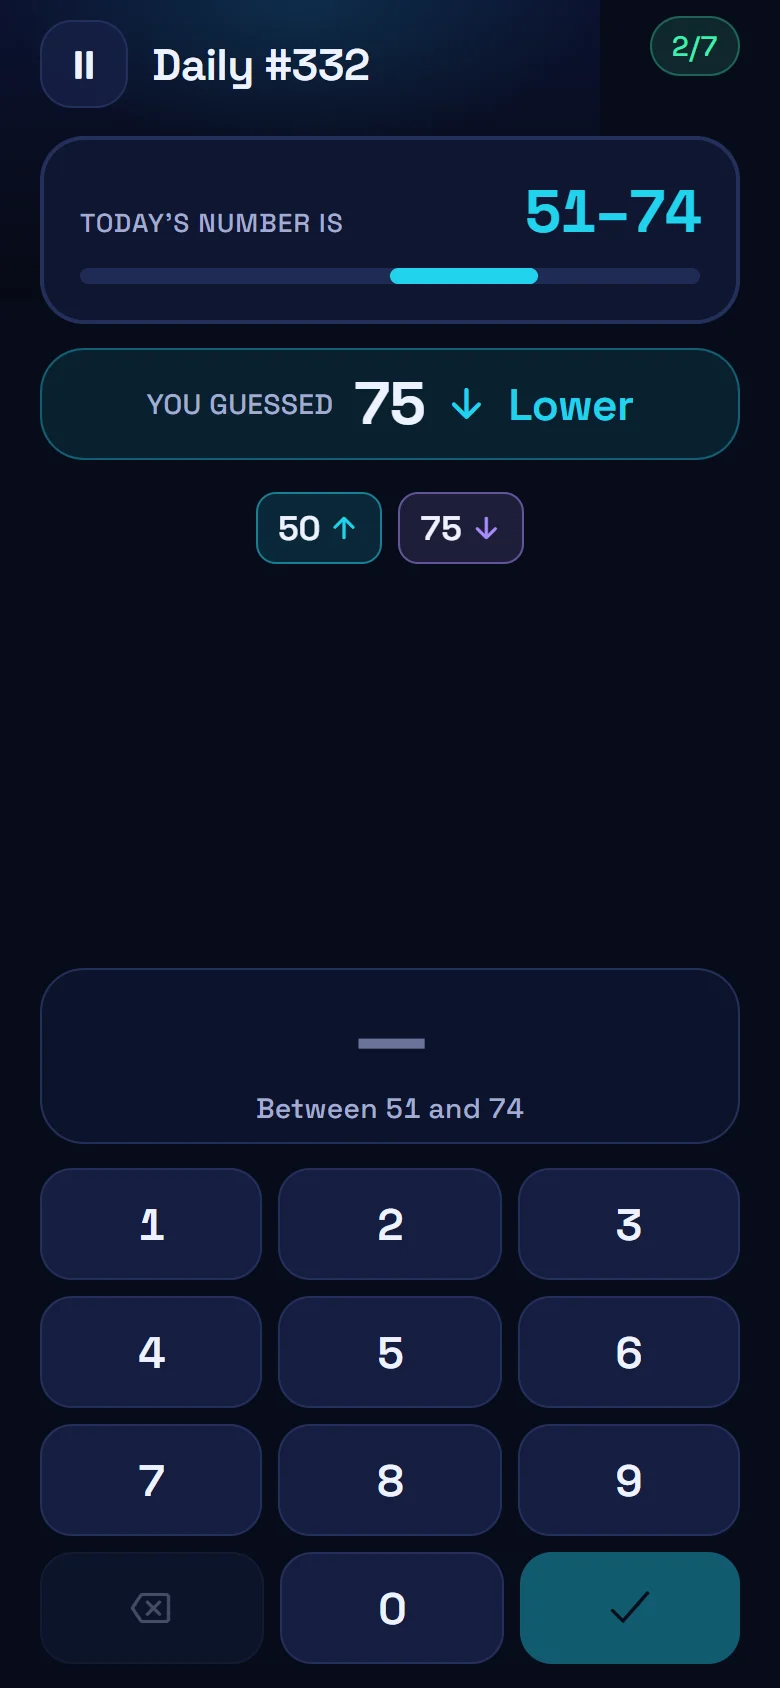 Daily #332
2/7
TODAY'S NUMBER IS
51–74
YOU GUESSED 75 ↓ Lower
50 ↑ 75 ↓
—
Between 51 and 74
1 2 3
4 5 6
7 8 9
0